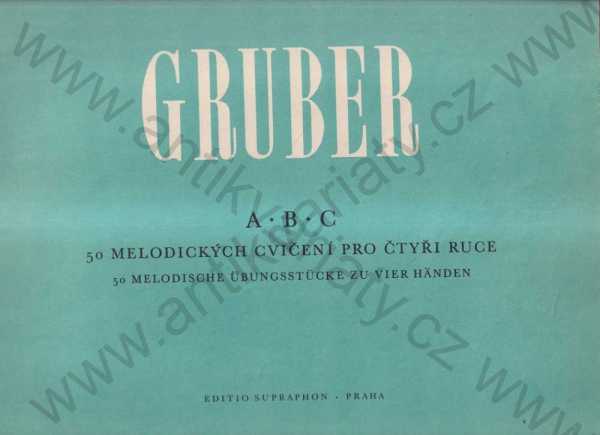 GRUBER
A · B · C
50 MELODICKÝCH CVIČENÍ PRO ČTYŘI RUCE
50 MELODISCHE ÜBUNGSSTÜCKE ZU VIER HÄNDEN
EDITIO SUPRAPHON · PRAHA
www.antikvariaty.cz
www.antikvariaty.cz